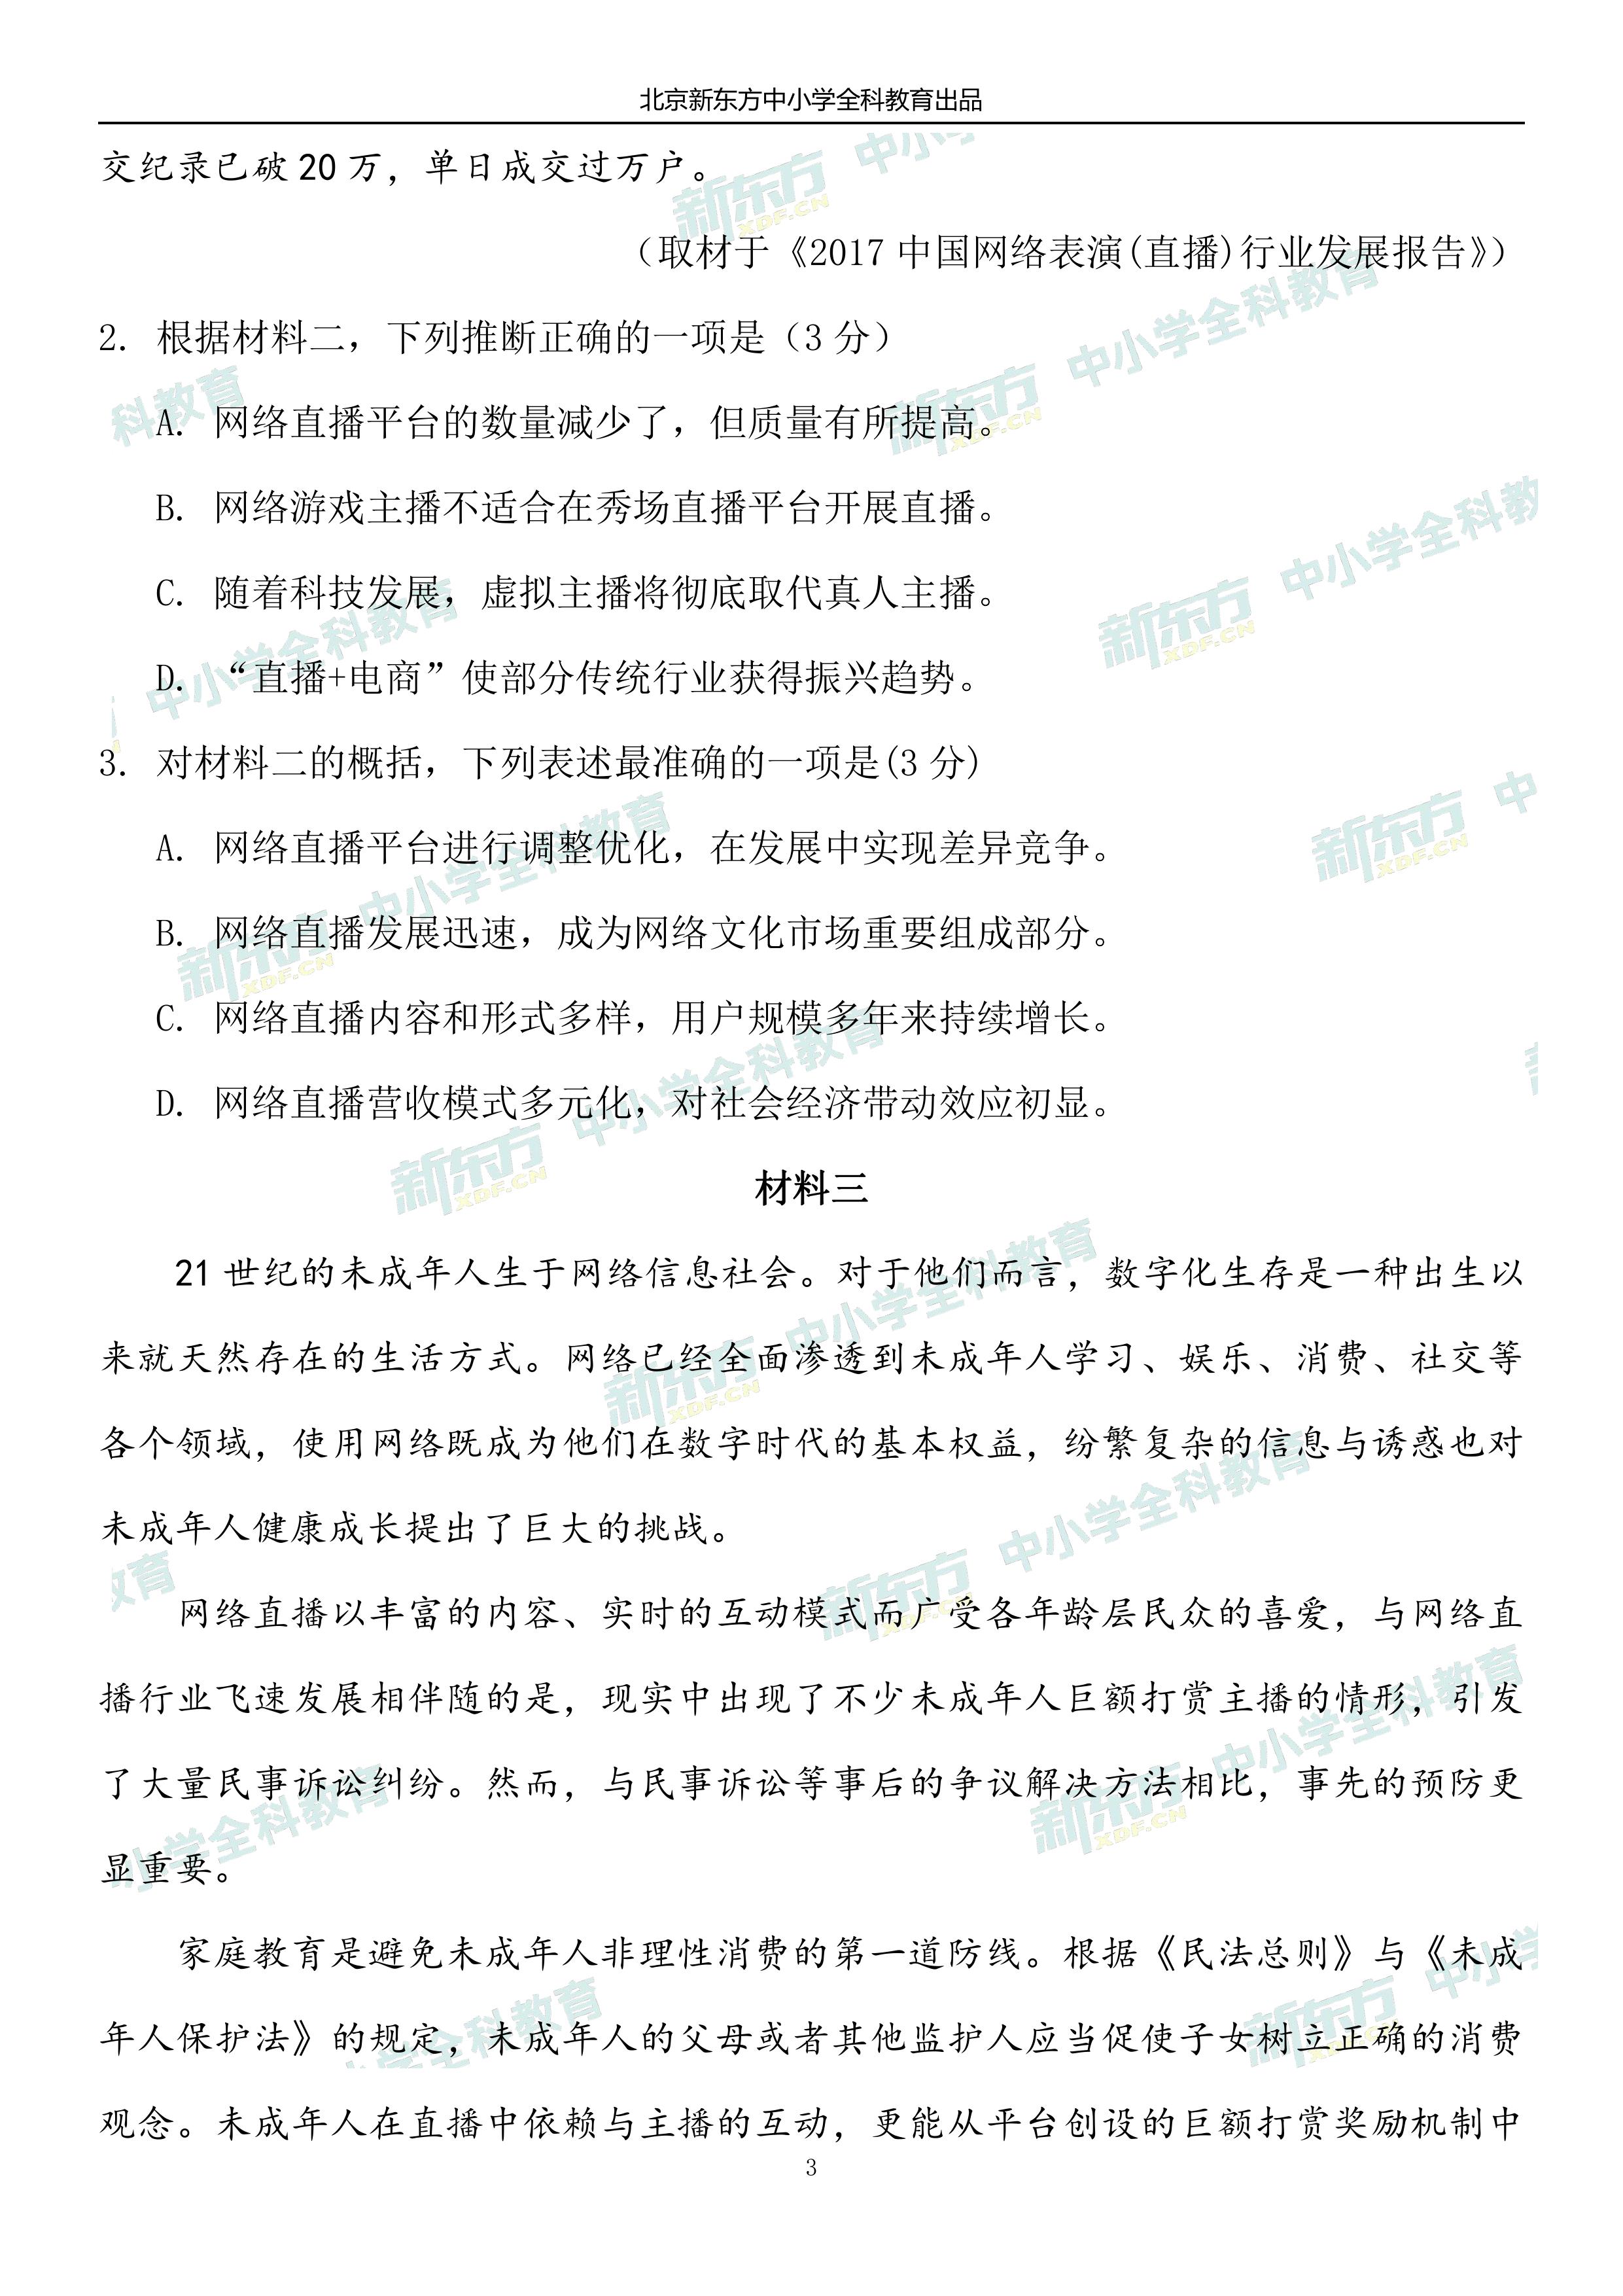 北京新东方中小学全科教育出品
交纪录已破 20 万，单日成交过万户。
（取材于《2017 中国网络表演(直播)行业发展报告》）
2. 根据材料二，下列推断正确的一项是（3 分）
A. 网络直播平台的数量减少了，但质量有所提高。
B. 网络游戏主播不适合在秀场直播平台开展直播。
C. 随着科技发展，虚拟主播将彻底取代真人主播。
D. “直播+电商”使部分传统行业获得振兴趋势。
3. 对材料二的概括，下列表述最准确的一项是(3 分)
A. 网络直播平台进行调整优化，在发展中实现差异竞争。
B. 网络直播发展迅速，成为网络文化市场重要组成部分。
C. 网络直播内容和形式多样，用户规模多年来持续增长。
D. 网络直播营收模式多元化，对社会经济带动效应初显。
材料三
21 世纪的未成年人生于网络信息社会。对于他们而言，数字化生存是一种出生以
来就天然存在的生活方式。网络已经全面渗透到未成年人学习、娱乐、消费、社交等
各个领域，使用网络既成为他们在数字时代的基本权益，纷繁复杂的信息与诱惑也对
未成年人健康成长提出了巨大的挑战。
网络直播以丰富的内容、实时的互动模式而广受各年龄层民众的喜爱，与网络直
播行业飞速发展相伴随的是，现实中出现了不少未成年人巨额打赏主播的情形，引发
了大量民事诉讼纠纷。然而，与民事诉讼等事后的争议解决方法相比，事先的预防更
显重要。
家庭教育是避免未成年人非理性消费的第一道防线。根据《民法总则》与《未成
年人保护法》的规定，未成年人的父母或者其他监护人应当促使子女树立正确的消费
观念。未成年人在直播中依赖与主播的互动，更能从平台创设的巨额打赏奖励机制中
3